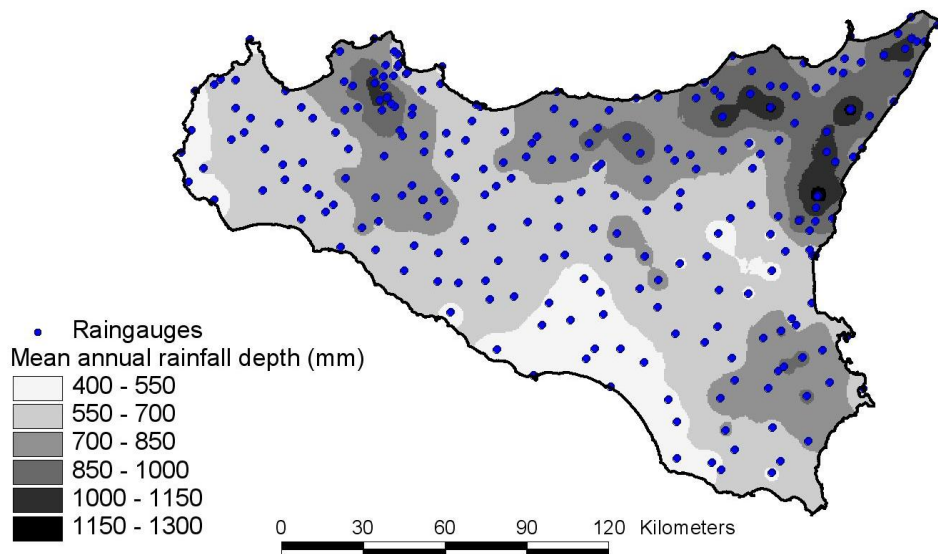 Raingauges
Mean annual rainfall depth (mm)
400 - 550
550 - 700
700 - 850
850 - 1000
1000 - 1150
1150 - 1300
0 30 60 90 120 Kilometers